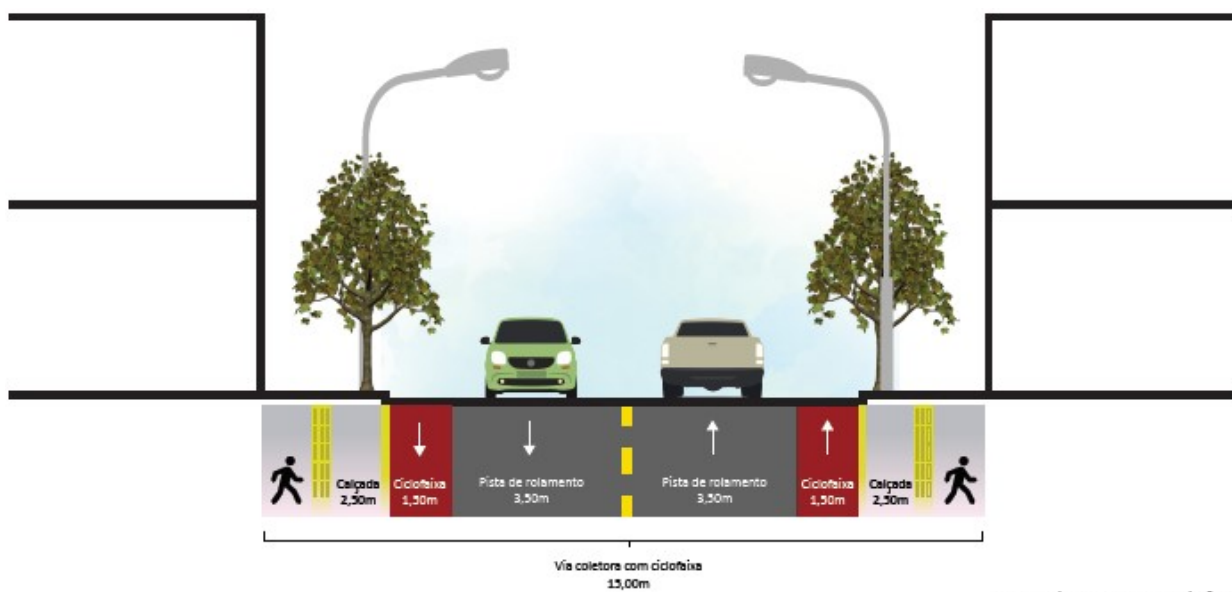 Calçada
2,50m
Ciclofaixa
1,50m
Pista de rolamento
3,50m
Pista de rolamento
3,50m
Ciclofaixa
1,50m
Calçada
2,50m
Via coletora com ciclofaixa
15,00m